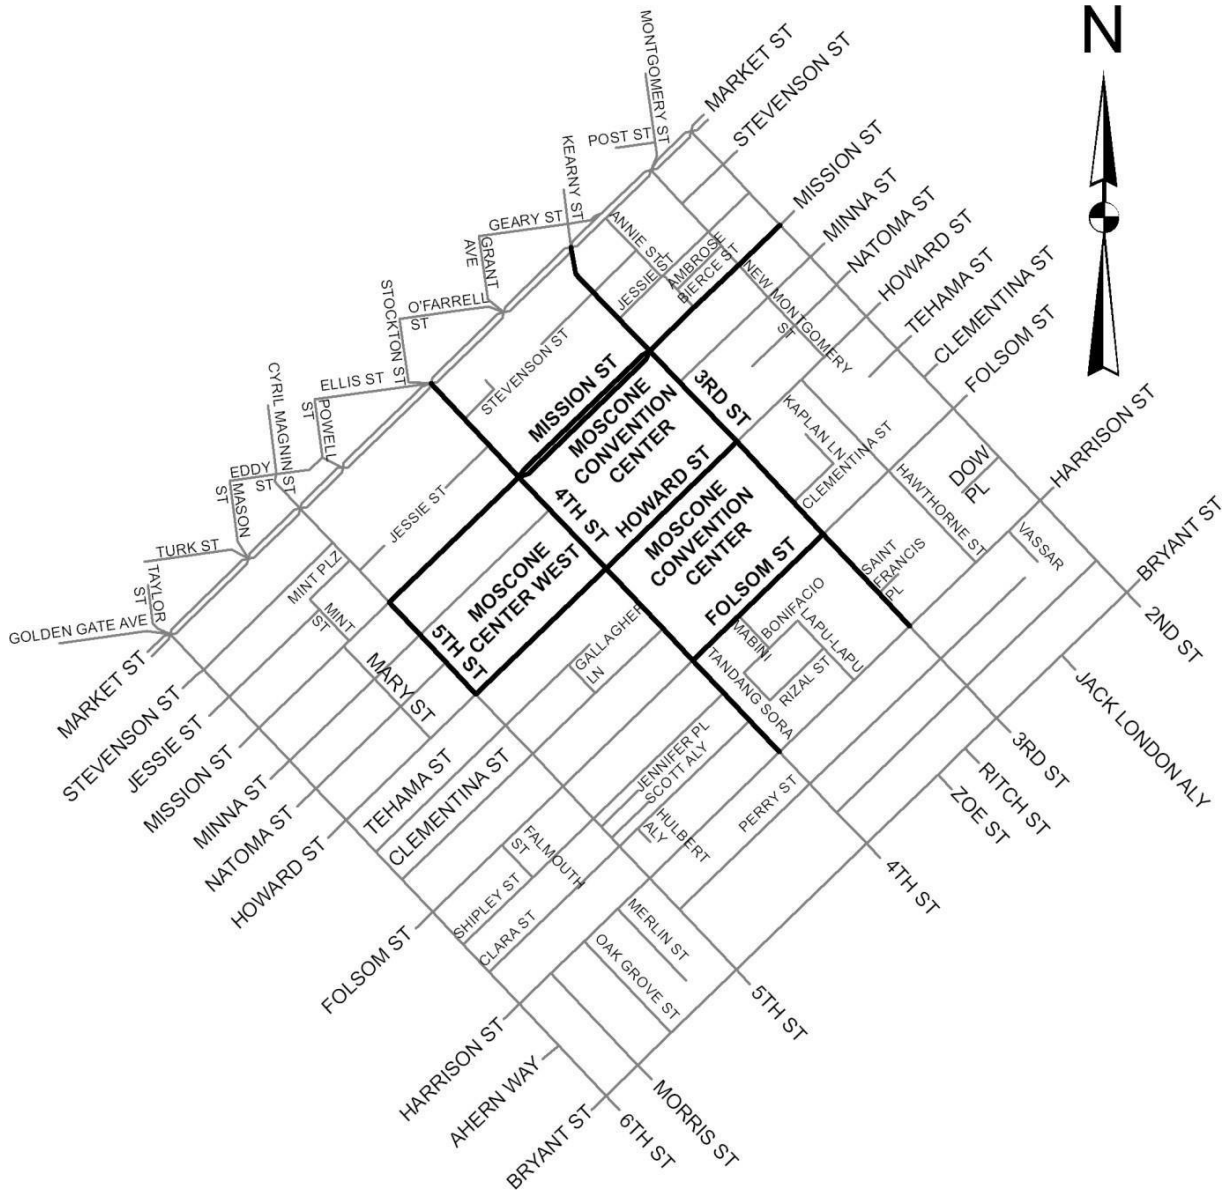 N
MONTGOMERY ST
MARKET ST
STEVENSON ST
POST ST
KEARNY ST
MISSION ST
MINNA ST
NATOMA ST
HOWARD ST
TEHAMA ST
CLEMENTINA ST
FOLSOM ST
HARRISON ST
BRYANT ST
GEARY ST
GRANT
AVE
ANNIE ST
JESSIE ST
AMBROSE
BIERCE ST
NEW MONTGOMERY
ST
STOCKTON ST
O'FARRELL
ST
STEVENSON ST
CYRIL MAGNIN ST
ELLIS ST
POWELL
ST
EDDY
ST
MASON
ST
TURK ST
TAYLOR
ST
GOLDEN GATE AVE
MISSION ST
MOSCONE
CONVENTION
CENTER
3RD ST
4TH ST
HOWARD ST
MOSCONE
CONVENTION
CENTER
FOLSOM ST
MOSCONE
CENTER WEST
5TH ST
JESSIE ST
MINT PLZ
MINT
ST
MARY ST
KAPLAN LN
CLEMENTINA ST
HAWTHORNE ST
DOW
PL
VASSAR
SAINT
FRANCIS
PL
GALLAGHER
LN
MABINI
BONIFACIO
LAPU-LAPU
RIZAL ST
TANDANG SORA
2ND ST
JACK LONDON ALY
3RD ST
RITCH ST
ZOE ST
4TH ST
MARKET ST
STEVENSON ST
JESSIE ST
MISSION ST
MINNA ST
NATOMA ST
HOWARD ST
TEHAMA ST
CLEMENTINA ST
JENNIFER PL
SCOTT ALY
HULBERT
ALY
PERRY ST
FALMOUTH
ST
SHIPLEY ST
CLARA ST
FOLSOM ST
MERLIN ST
OAK GROVE ST
5TH ST
HARRISON ST
AHERN WAY
BRYANT ST
6TH ST
MORRIS ST